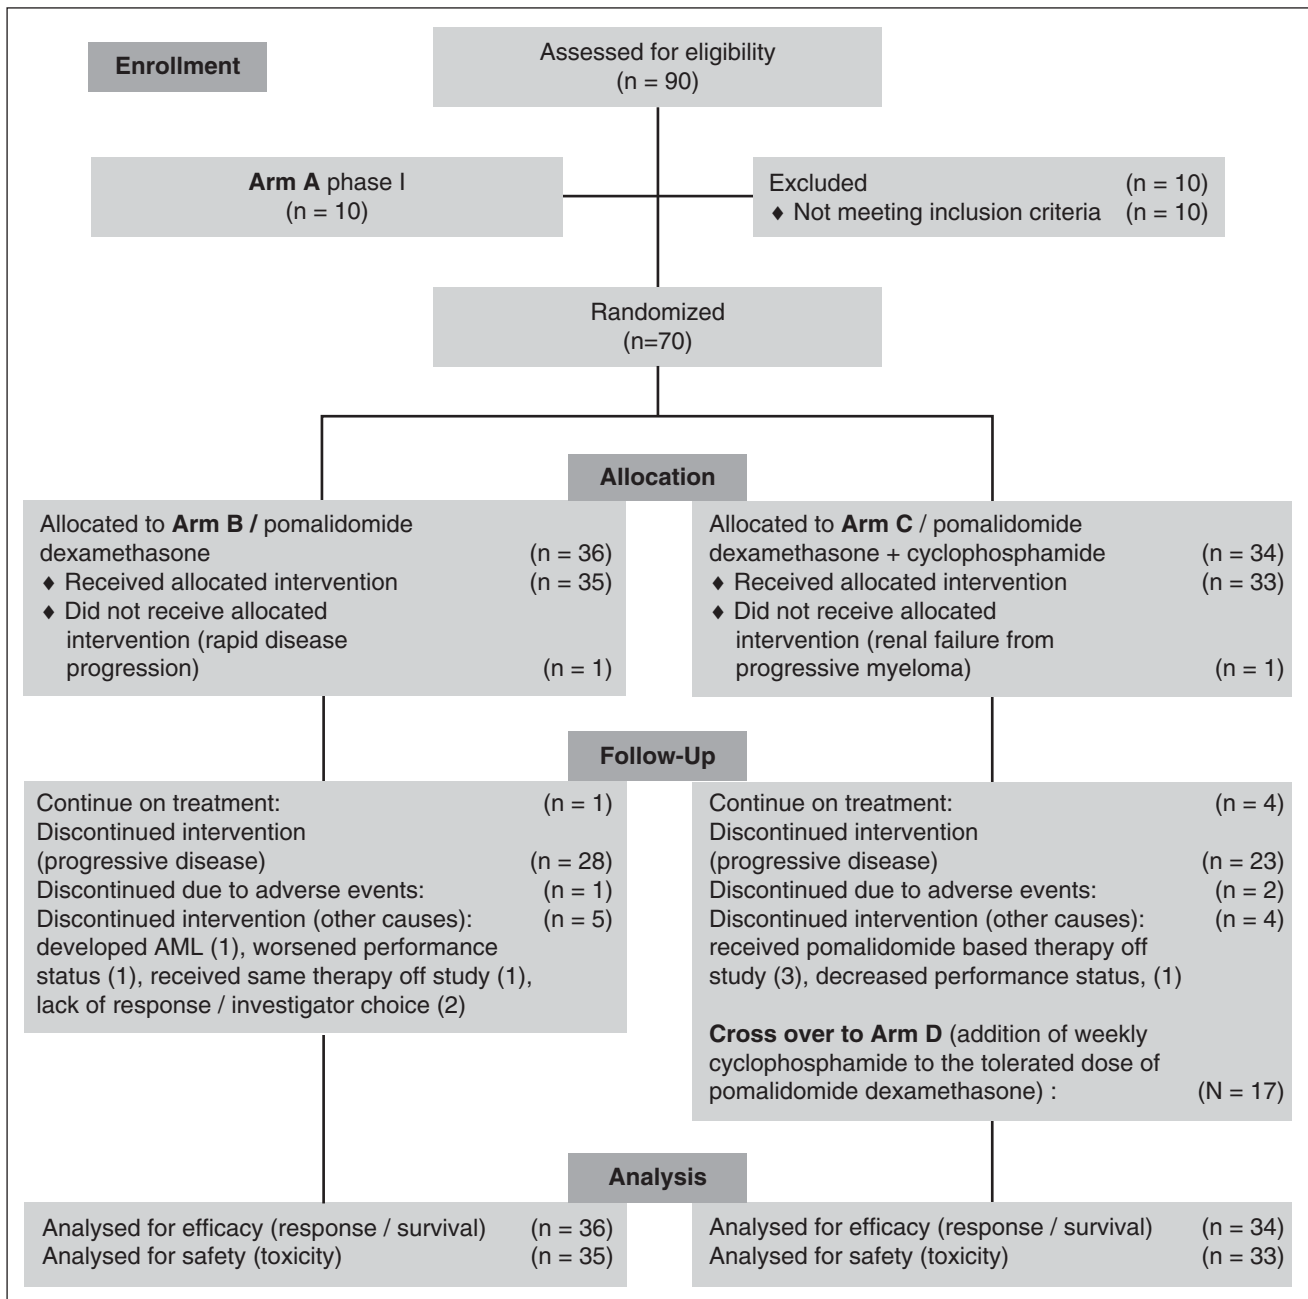 Enrollment
Assessed for eligibility
(n = 90)
Arm A phase I
(n = 10)
Excluded (n = 10)
♦ Not meeting inclusion criteria (n = 10)
Randomized
(n=70)
Allocation
Allocated to Arm B / pomalidomide
dexamethasone (n = 36)
♦ Received allocated intervention (n = 35)
♦ Did not receive allocated
intervention (rapid disease
progression) (n = 1)
Allocated to Arm C / pomalidomide
dexamethasone + cyclophosphamide (n = 34)
♦ Received allocated intervention (n = 33)
♦ Did not receive allocated
intervention (renal failure from
progressive myeloma) (n = 1)
Follow-Up
Continue on treatment: (n = 1)
Discontinued intervention
(progressive disease) (n = 28)
Discontinued due to adverse events: (n = 1)
Discontinued intervention (other causes): (n = 5)
developed AML (1), worsened performance
status (1), received same therapy off study (1),
lack of response / investigator choice (2)
Continue on treatment: (n = 4)
Discontinued intervention
(progressive disease) (n = 23)
Discontinued due to adverse events: (n = 2)
Discontinued intervention (other causes): (n = 4)
received pomalidomide based therapy off
study (3), decreased performance status, (1)
Cross over to Arm D (addition of weekly
cyclophosphamide to the tolerated dose of
pomalidomide dexamethasone) : (N = 17)
Analysis
Analysed for efficacy (response / survival) (n = 36)
Analysed for safety (toxicity) (n = 35)
Analysed for efficacy (response / survival) (n = 34)
Analysed for safety (toxicity) (n = 33)